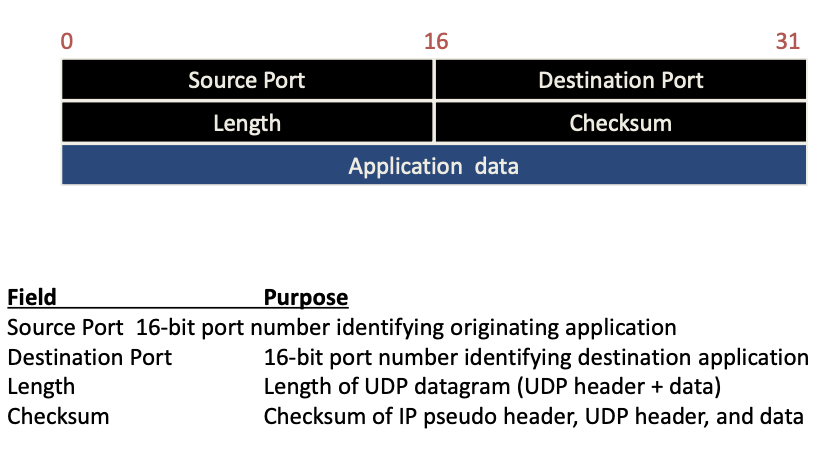 0 16 31
Source Port Destination Port
Length Checksum
Application data
Field Purpose
Source Port 16-bit port number identifying originating application
Destination Port 16-bit port number identifying destination application
Length Length of UDP datagram (UDP header + data)
Checksum Checksum of IP pseudo header, UDP header, and data